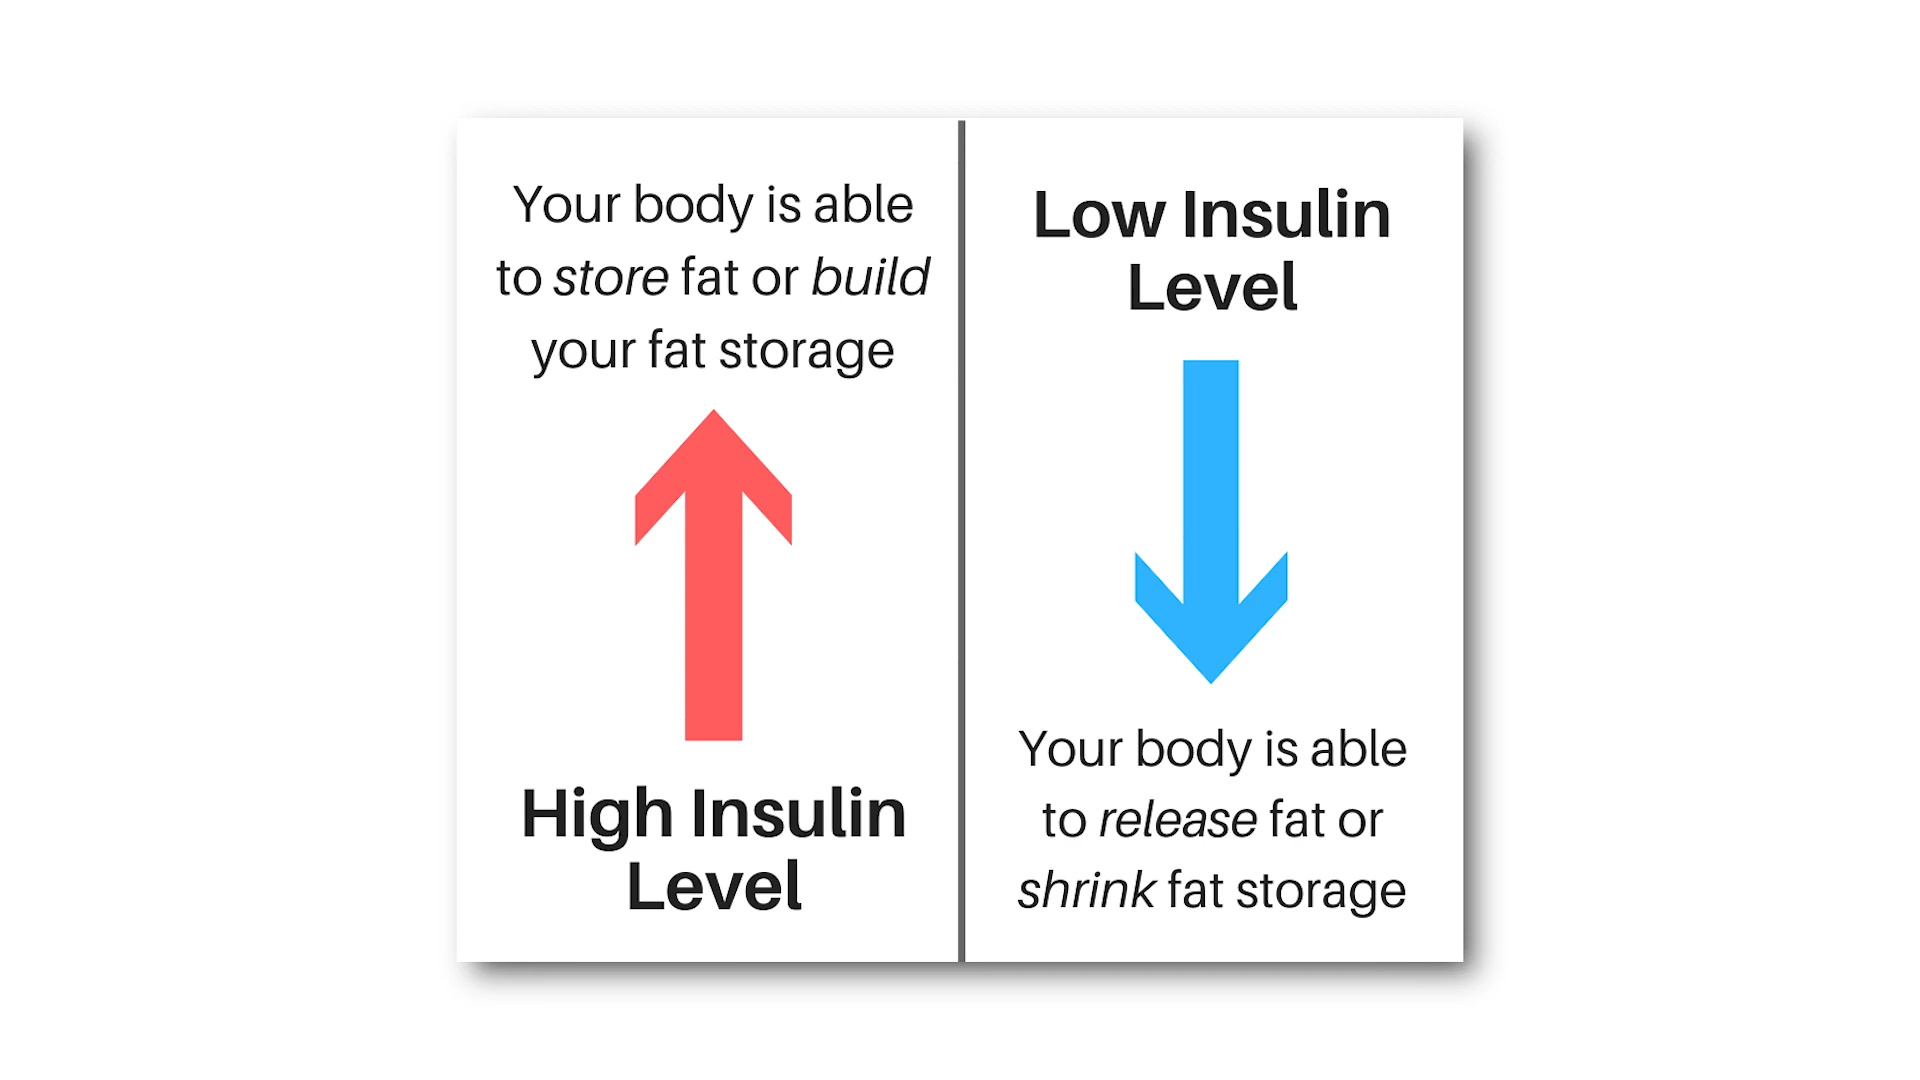 Your body is able
to store fat or build
your fat storage
High Insulin
Level
Low Insulin
Level
Your body is able
to release fat or
shrink fat storage